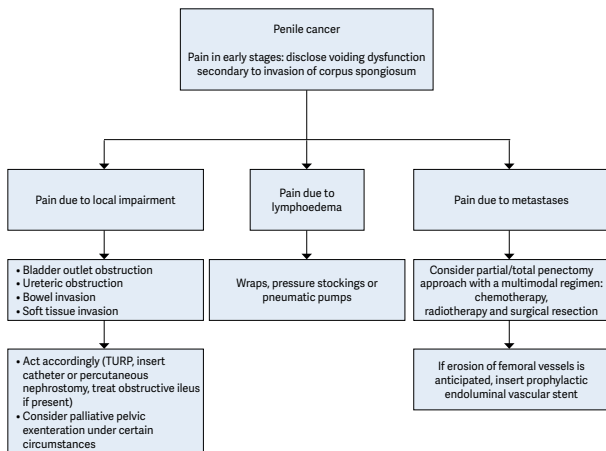 Penile cancer
Pain in early stages: disclose voiding dysfunction
secondary to invasion of corpus spongiosum
Pain due to local impairment
Pain due to
lymphoedema
Pain due to metastases
• Bladder outlet obstruction
• Ureteric obstruction
• Bowel invasion
• Soft tissue invasion
Wraps, pressure stockings or
pneumatic pumps
Consider partial/total penectomy
approach with a multimodal regimen:
chemotherapy,
radiotherapy and surgical resection
• Act accordingly (TURP, insert
catheter or percutaneous
nephrostomy, treat obstructive ileus
if present)
• Consider palliative pelvic
exenteration under certain
circumstances
If erosion of femoral vessels is
anticipated, insert prophylactic
endoluminal vascular stent